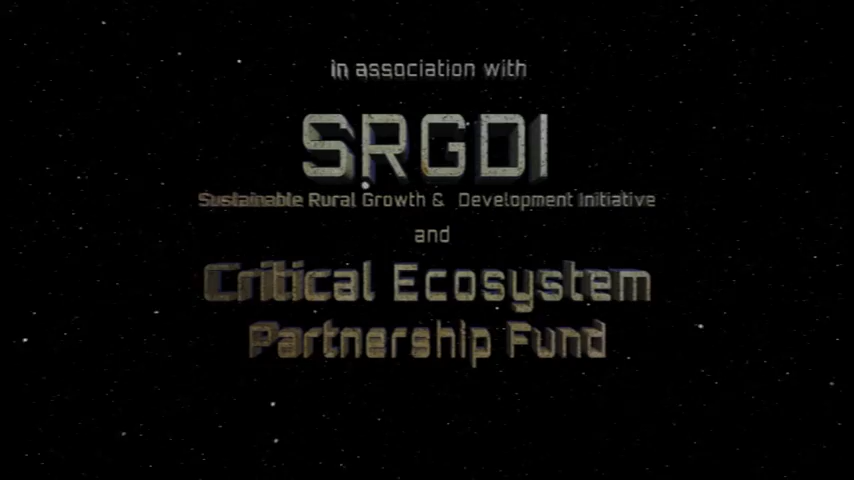 in association with
SRGDI
Sustainable Rural Growth & Development Initiative
and
Critical Ecosystem
Partnership Fund